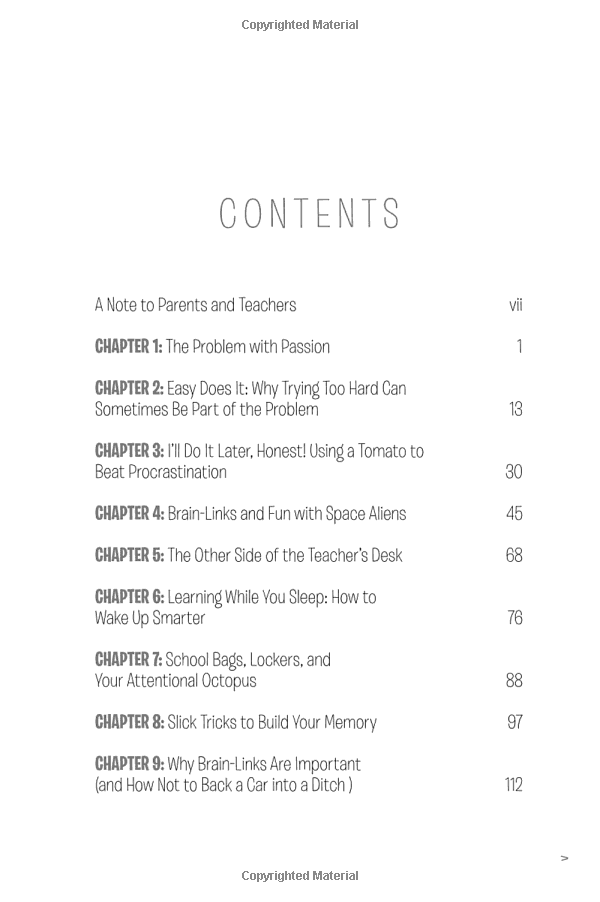 Copyrighted Material
CONTENTS
A Note to Parents and Teachers vii
CHAPTER 1: The Problem with Passion 1
CHAPTER 2: Easy Does It: Why Trying Too Hard Can
Sometimes Be Part of the Problem 13
CHAPTER 3: I'll Do It Later, Honest! Using a Tomato to
Beat Procrastination 30
CHAPTER 4: Brain-Links and Fun with Space Aliens 45
CHAPTER 5: The Other Side of the Teacher's Desk 68
CHAPTER 6: Learning While You Sleep: How to
Wake Up Smarter 76
CHAPTER 7: School Bags, Lockers, and
Your Attentional Octopus 88
CHAPTER 8: Slick Tricks to Build Your Memory 97
CHAPTER 9: Why Brain-Links Are Important
(and How Not to Back a Car into a Ditch ) 112
>
Copyrighted Material